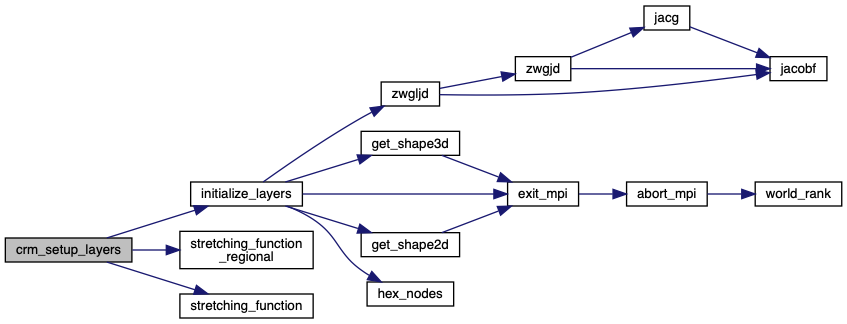 jacg
zwgjd
jacobf
zwgljd
get_shape3d
initialize_layers
exit_mpi
abort_mpi
world_rank
crm_setup_layers
stretching_function
_regional
get_shape2d
hex_nodes
stretching_function